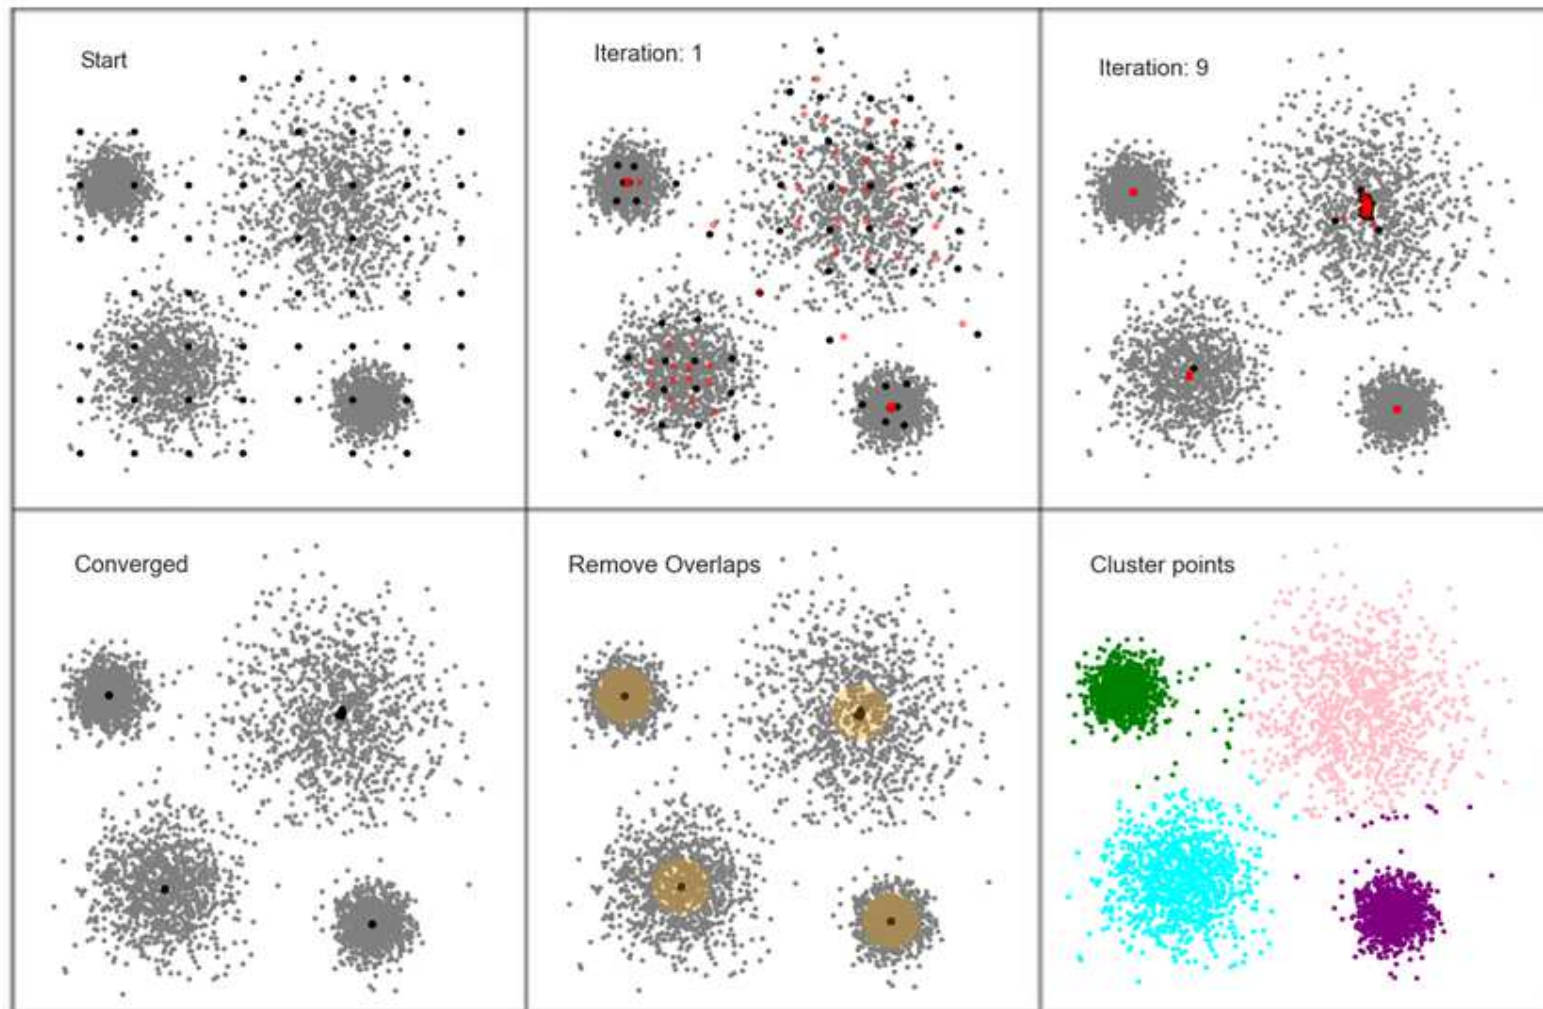 Start
Iteration: 1
Iteration: 9
Converged
Remove Overlaps
Cluster points